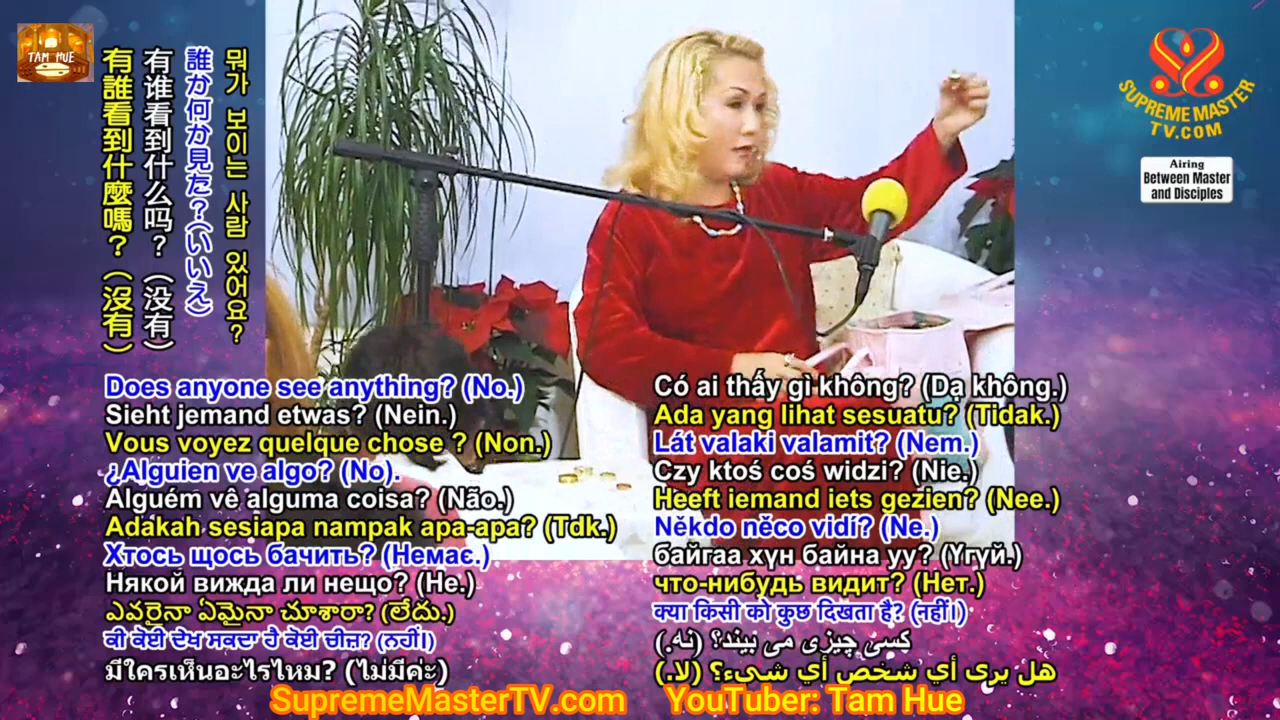 TAM HUE
뭐가 보이는 사람 있어요?
誰か何か見た?(いいえ)
有谁看到什么吗？（没有）
有誰看到什麼嗎？（沒有）
SUPREME MASTER
TV.COM
Airing
Between Master
and Disciples
Does anyone see anything? (No.)
Sieht jemand etwas? (Nein.)
Vous voyez quelque chose ? (Non.)
¿Alguien ve algo? (No).
Alguém vê alguma coisa? (Não.)
Adakah sesiapa nampak apa-apa? (Tdk.)
Хтось щось бачить? (Немає.)
Някой вижда ли нещо? (Не.)
ఎవరైనా ఏమైనా చూశారా? (లేదు.)
ਕੀ ਕੋਈ ਦੇਖ ਸਕਦਾ ਹੈ ਕੋਈ ਚੀਜ਼? (ਨਹੀਂ।)
มีใครเห็นอะไรไหม? (ไม่มีค่ะ)
Có ai thấy gì không? (Dạ không.)
Ada yang lihat sesuatu? (Tidak.)
Lát valaki valamit? (Nem.)
Czy ktoś coś widzi? (Nie.)
Heeft iemand iets gezien? (Nee.)
Někdo něco vidí? (Ne.)
байгаа хүн байна уу? (Үгүй.)
что-нибудь видит? (Нет.)
क्या किसी को कुछ दिखता है? (नहीं।)
کسی چیزی می بیند؟ (نه.)
هل يرى أي شخص أي شيء؟ (لا.)
SupremeMasterTV.com
YouTuber: Tam Hue